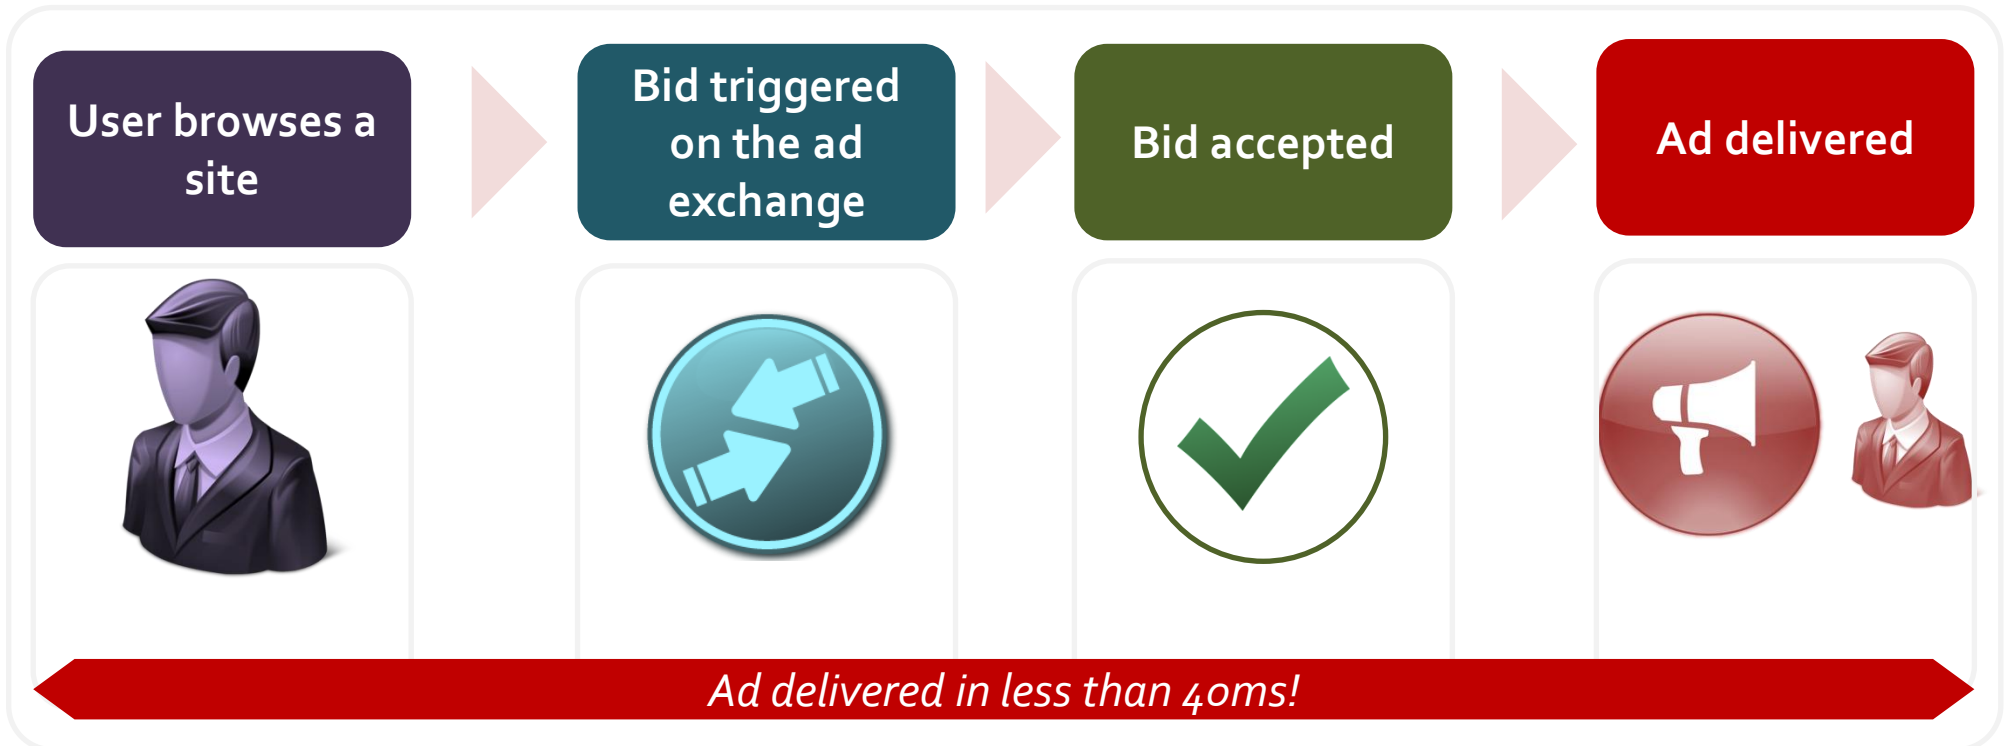 User browses a
site
Bid triggered
on the ad
exchange
Bid accepted
Ad delivered
Ad delivered in less than 40ms!